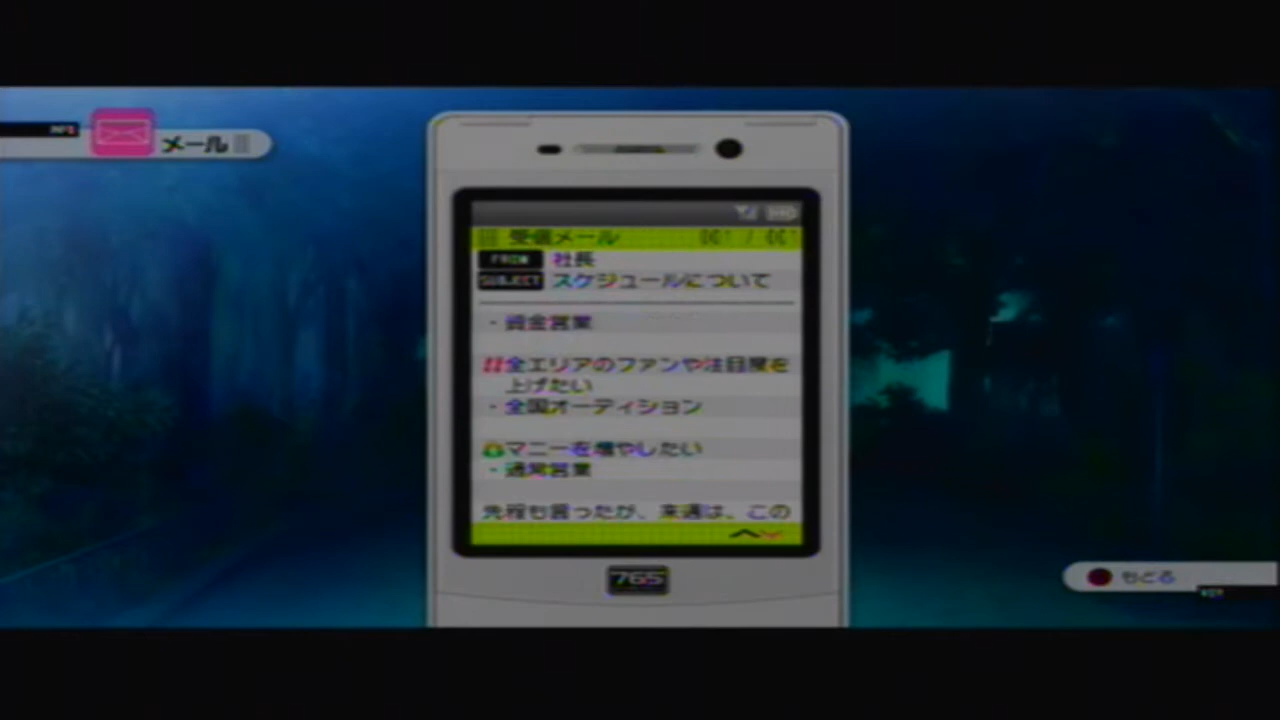 INFO
メール
受信メール 001 / 001
FROM 社長
SUBJECT スケジュールについて
・資金営業
全エリアのファンや注目度を
上げたい
・全国オーディション
マニーを増やしたい
・通常営業
先程も言ったが、来週は、この
765
もどる
KEY